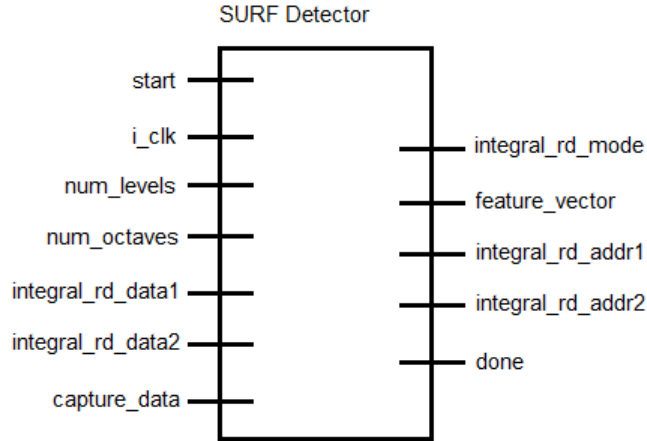 SURF Detector
start
i_clk
num_levels
num_octaves
integral_rd_data1
integral_rd_data2
capture_data
integral_rd_mode
feature_vector
integral_rd_addr1
integral_rd_addr2
done